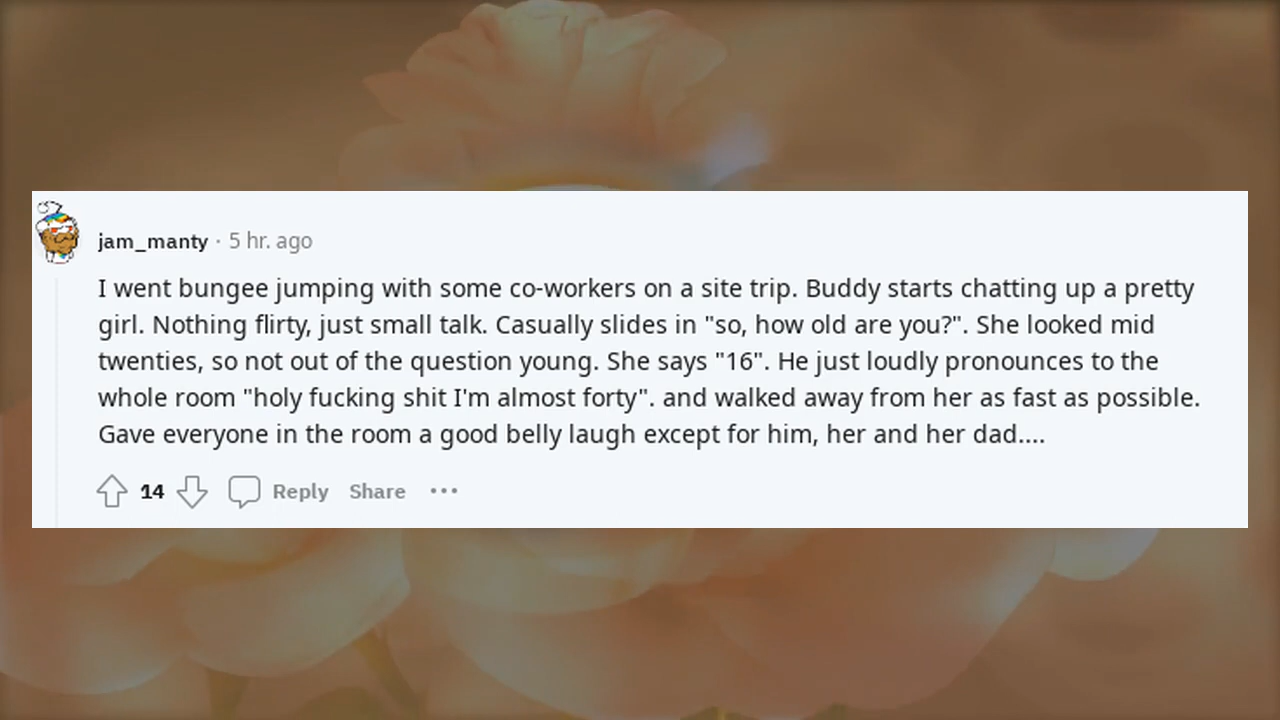 jam_manty · 5 hr. ago
I went bungee jumping with some co-workers on a site trip. Buddy starts chatting up a pretty
girl. Nothing flirty, just small talk. Casually slides in "so, how old are you?". She looked mid
twenties, so not out of the question young. She says "16". He just loudly pronounces to the
whole room "holy fucking shit I'm almost forty". and walked away from her as fast as possible.
Gave everyone in the room a good belly laugh except for him, her and her dad....
14 Reply Share ···